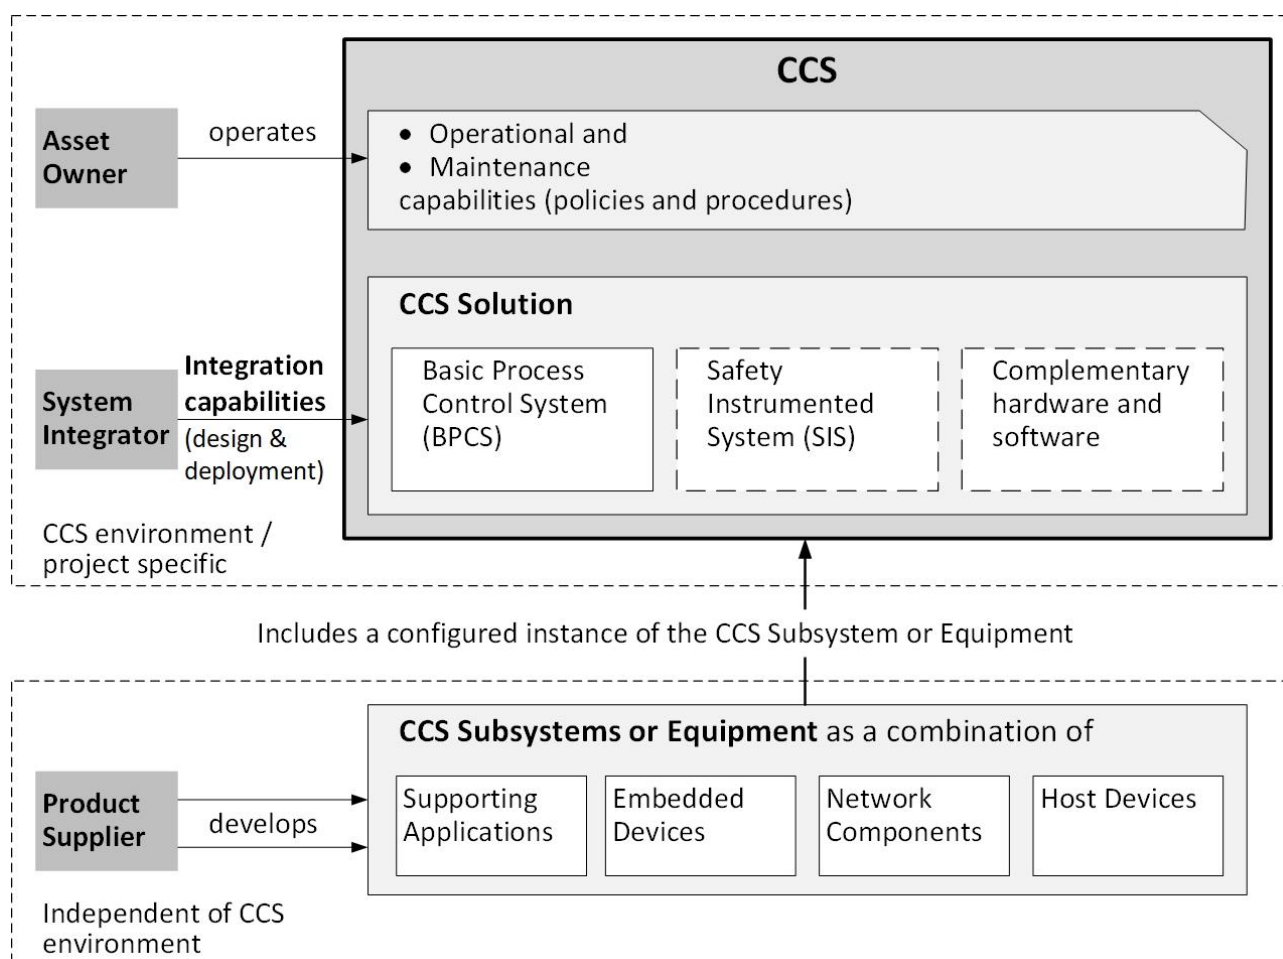 CCS
Asset
Owner
operates
• Operational and
• Maintenance
capabilities (policies and procedures)
CCS Solution
System
Integrator
Integration
capabilities
(design &
deployment)
Basic Process
Control System
(BPCS)
Safety
Instrumented
System (SIS)
Complementary
hardware and
software
CCS environment /
project specific
Includes a configured instance of the CCS Subsystem or Equipment
CCS Subsystems or Equipment as a combination of
Product
Supplier
develops
Supporting
Applications
Embedded
Devices
Network
Components
Host Devices
Independent of CCS
environment